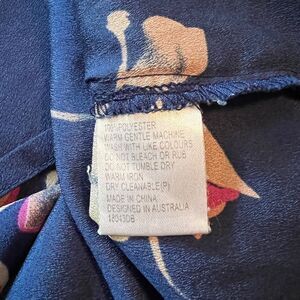 100%POLYESTER
WARM GENTLE MACHINE
WASH WITH LIKE COLOURS
DO NOT BLEACH OR RUB
DO NOT TUMBLE DRY
WARM IRON
DRY CLEANABLE(P)
MADE IN CHINA
DESIGNED IN AUSTRALIA
18043DB